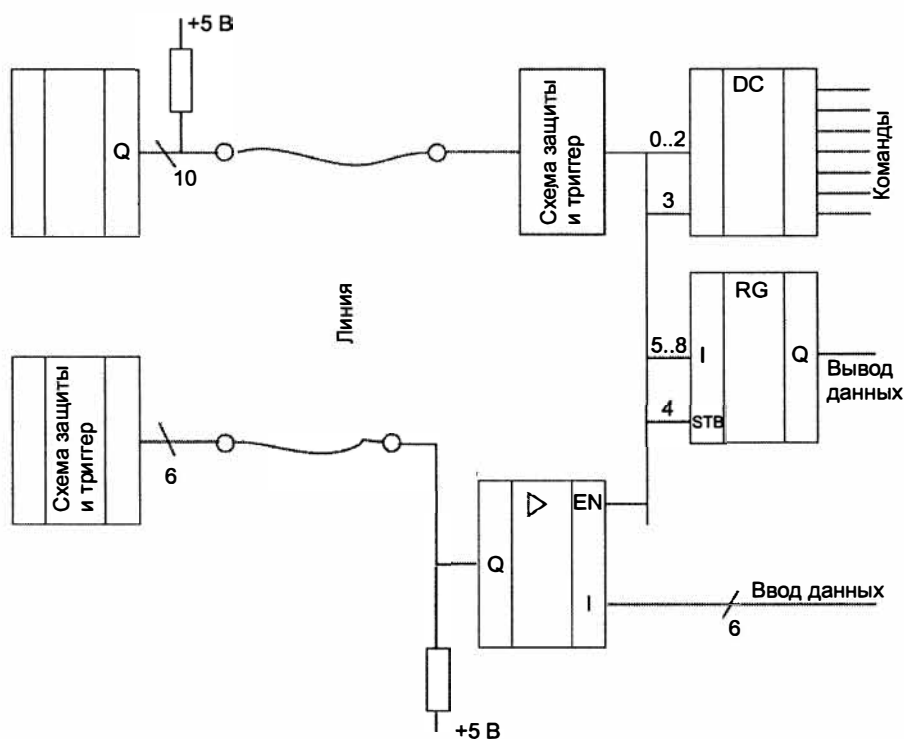 +5 В
Q
10
Схема защиты
и триггер
0..2
3
DC
Команды
Линия
RG
5..8
I
Q
4
STB
Вывод
данных
Схема защиты
и триггер
6
EN
Q
I
Ввод данных
6
+5 В